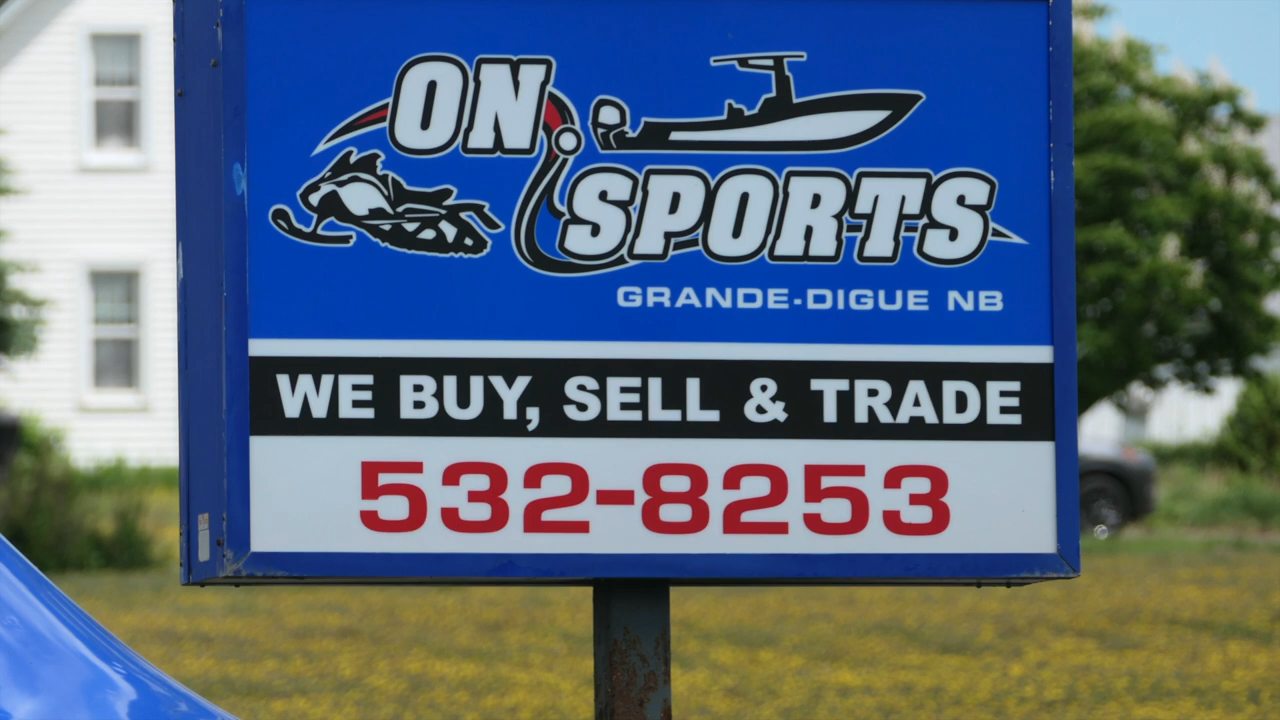 ON
SPORTS
GRANDE-DIGUE NB
WE BUY, SELL & TRADE
532-8253